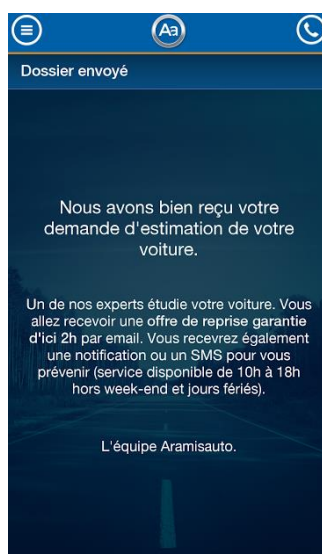 Aa
Dossier envoyé
Nous avons bien reçu votre
demande d'estimation de votre
voiture.
Un de nos experts étudie votre voiture. Vous
allez recevoir une offre de reprise garantie
d'ici 2h par email. Vous recevrez également
une notification ou un SMS pour vous
prévenir (service disponible de 10h à 18h
hors week-end et jours fériés).
L'équipe Aramisauto.